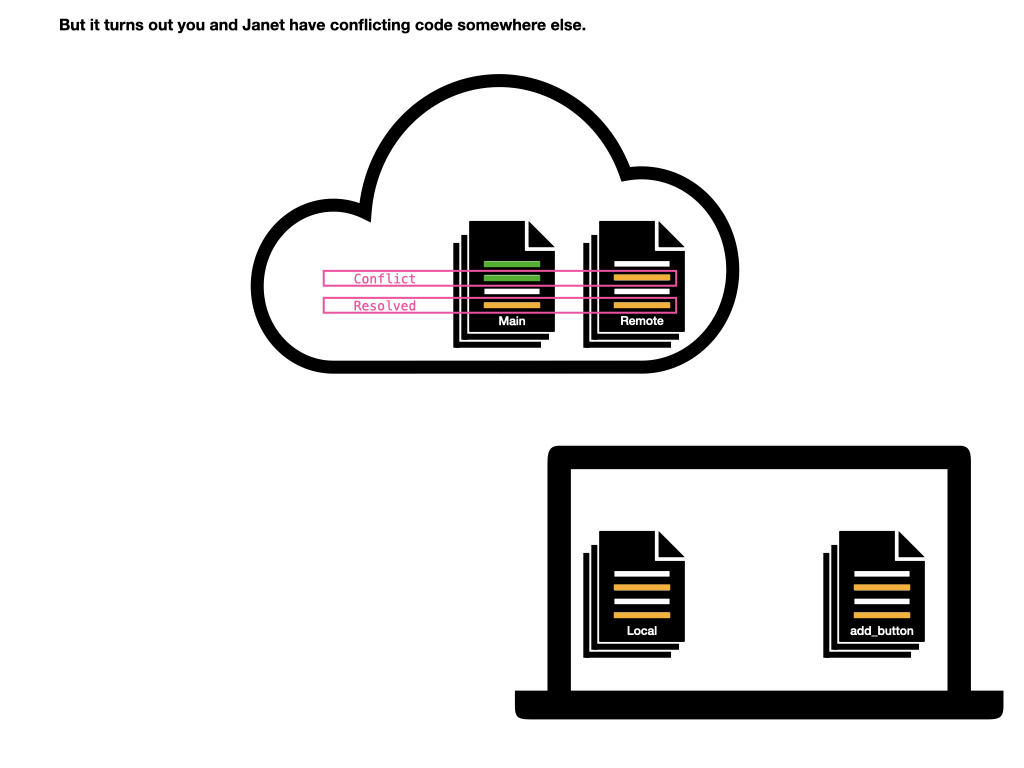 But it turns out you and Janet have conflicting code somewhere else.
Conflict
Resolved
Main
Remote
Local
add_button